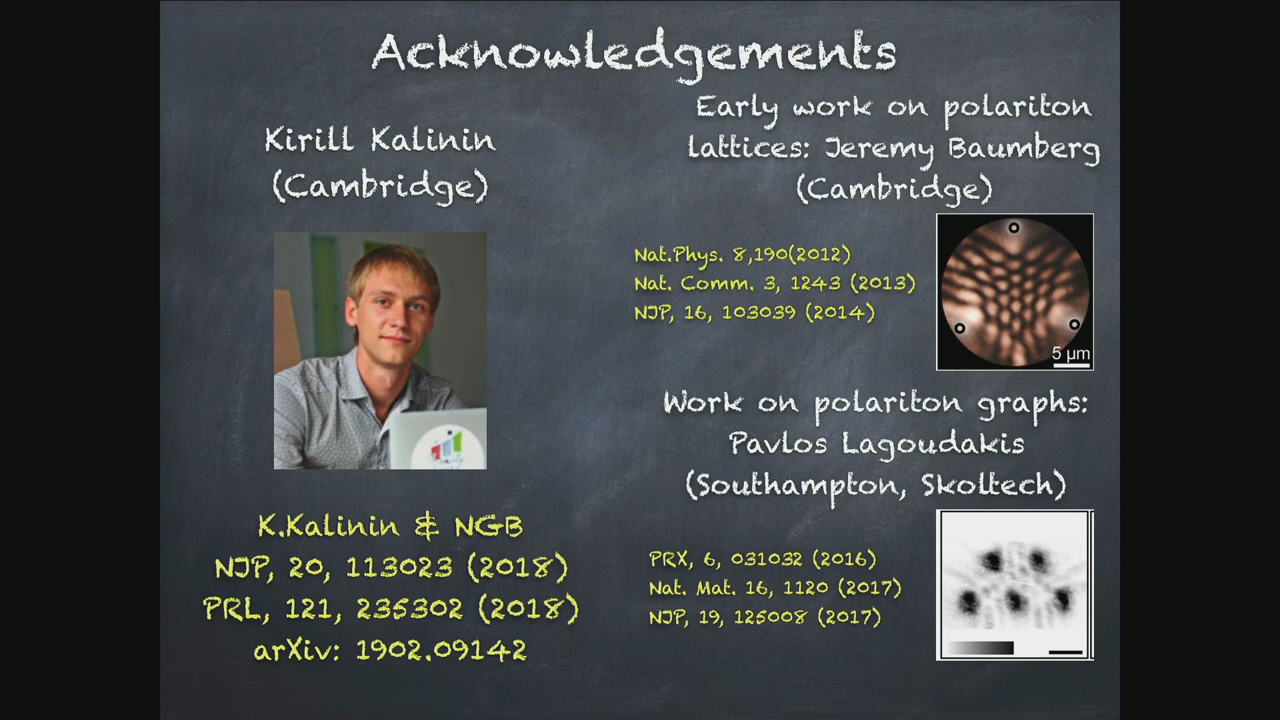 Acknowledgements
Kirill Kalinin
(Cambridge)
K.Kalinin & NGB
NJP, 20, 113023 (2018)
PRL, 121, 235302 (2018)
arXiv: 1902.09142
Early work on polariton
lattices: Jeremy Baumberg
(Cambridge)
Nat.Phys. 8,190(2012)
Nat. Comm. 3, 1243 (2013)
NJP, 16, 103039 (2014)
5 µm
Work on polariton graphs:
Pavlos Lagoudakis
(Southampton, Skoltech)
PRX, 6, 031032 (2016)
Nat. Mat. 16, 1120 (2017)
NJP, 19, 125008 (2017)